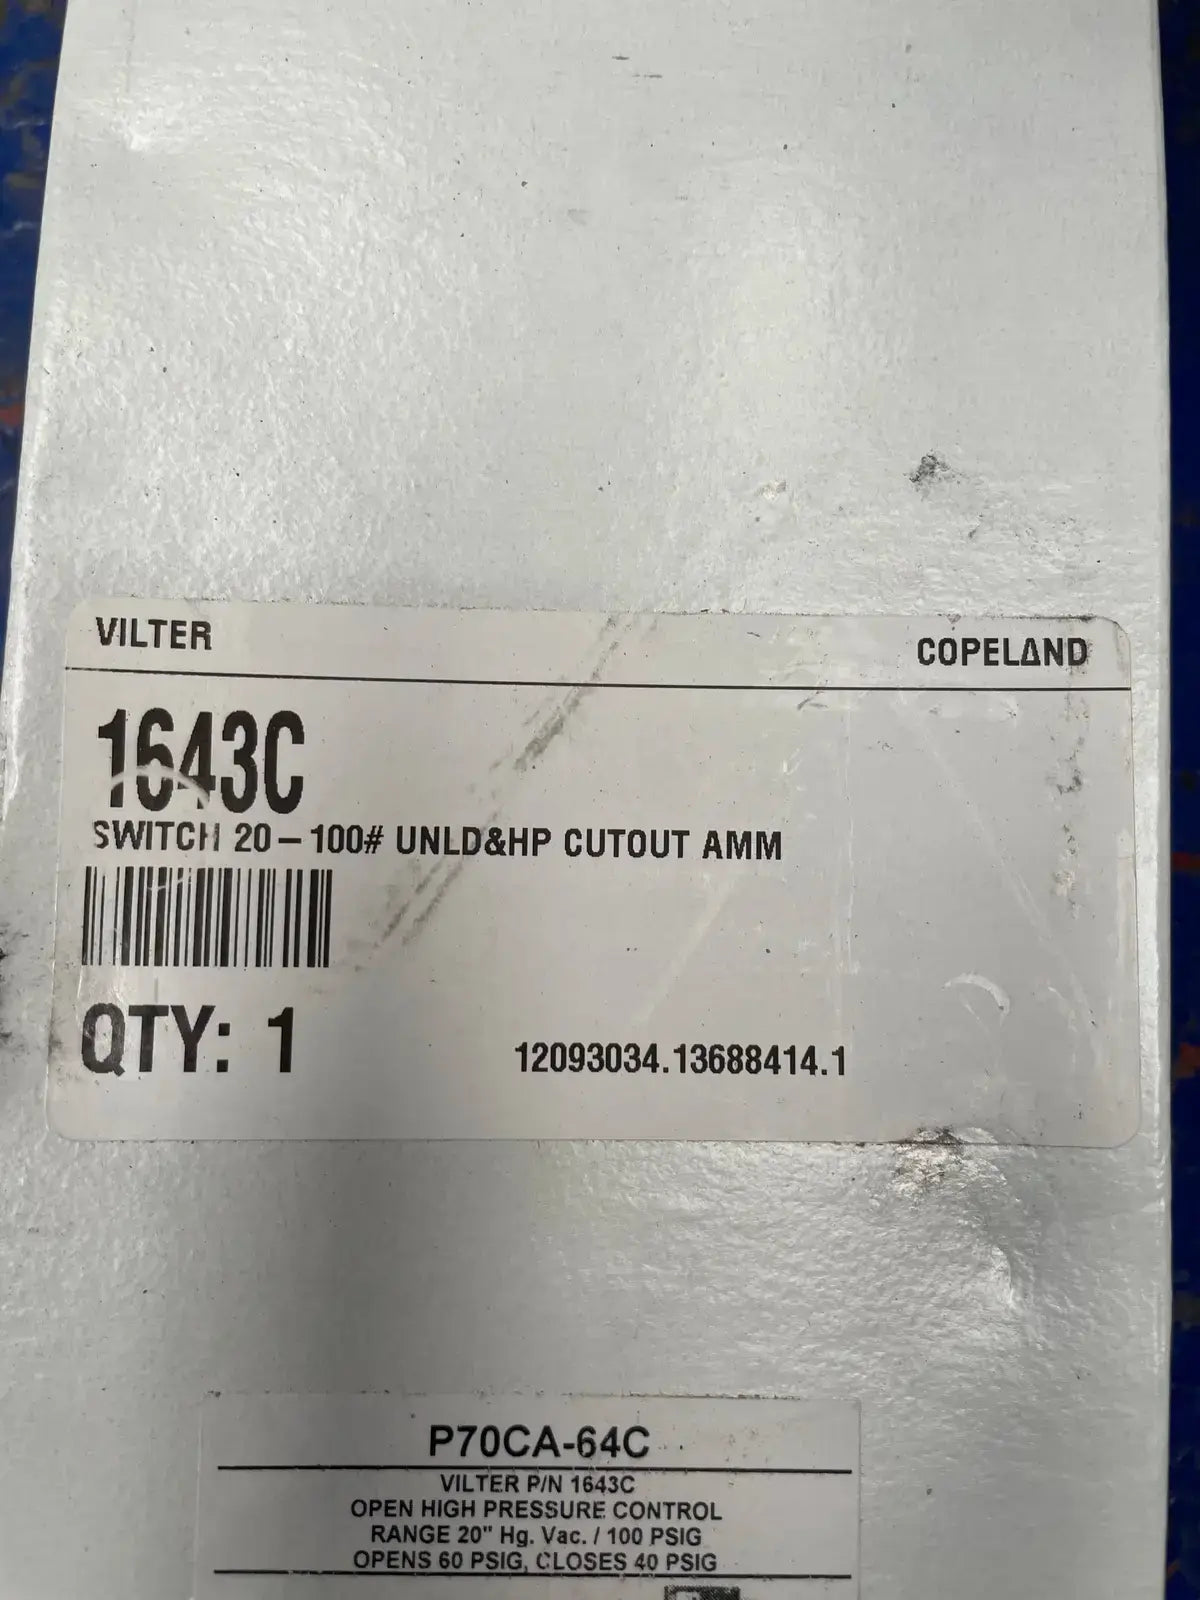 VILTER COPELAND
1643C
SWITCH 20-100# UNLD&HP CUTOUT AMM
QTY: 1 12093034.13688414.1
P70CA-64C
VILTER P/N 1643C
OPEN HIGH PRESSURE CONTROL
RANGE 20" Hg. Vac. / 100 PSIG
OPENS 60 PSIG, CLOSES 40 PSIG